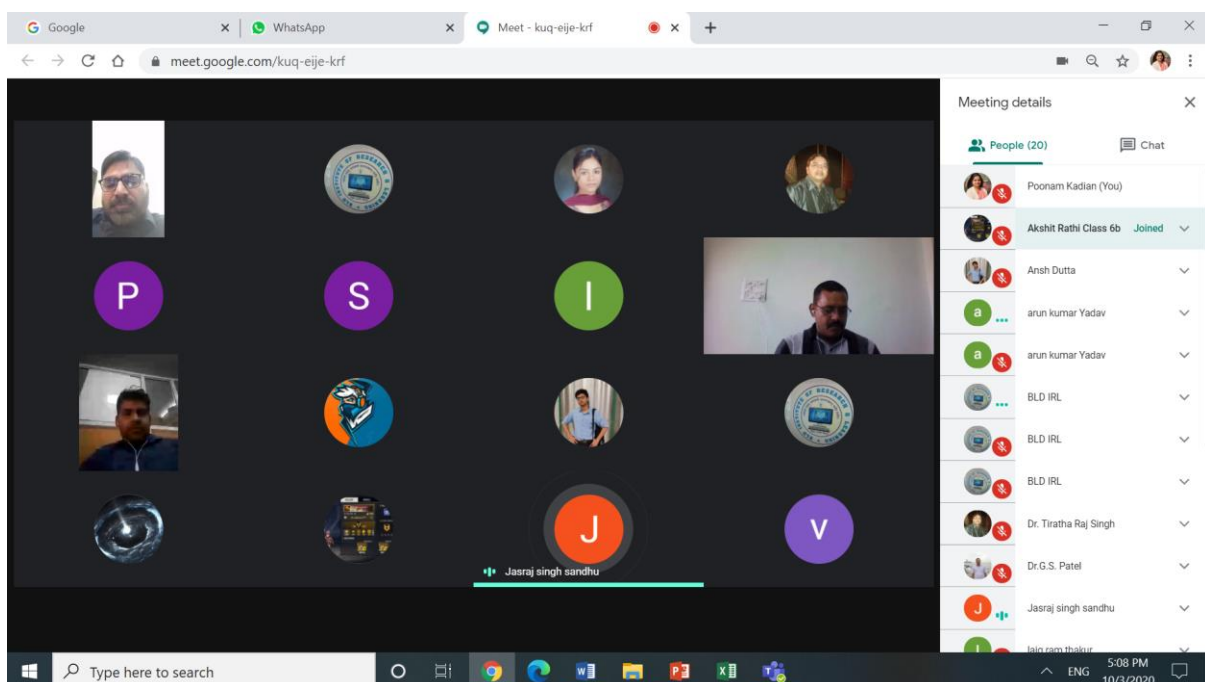 Google
WhatsApp
Meet - kuq-eije-krf
meet.google.com/kuq-eije-krf
Meeting details
People (20)
Chat
Poonam Kadian (You)
Akshit Rathi Class 6b Joined
Ansh Dutta
a
arun kumar Yadav
a
arun kumar Yadav
BLD IRL
BLD IRL
BLD IRL
Dr. Tiratha Raj Singh
Dr.G.S. Patel
J
Jasraj singh sandhu
P
S
I
J
V
Jasraj singh sandhu
Type here to search
ENG
5:08 PM
10/3/2020